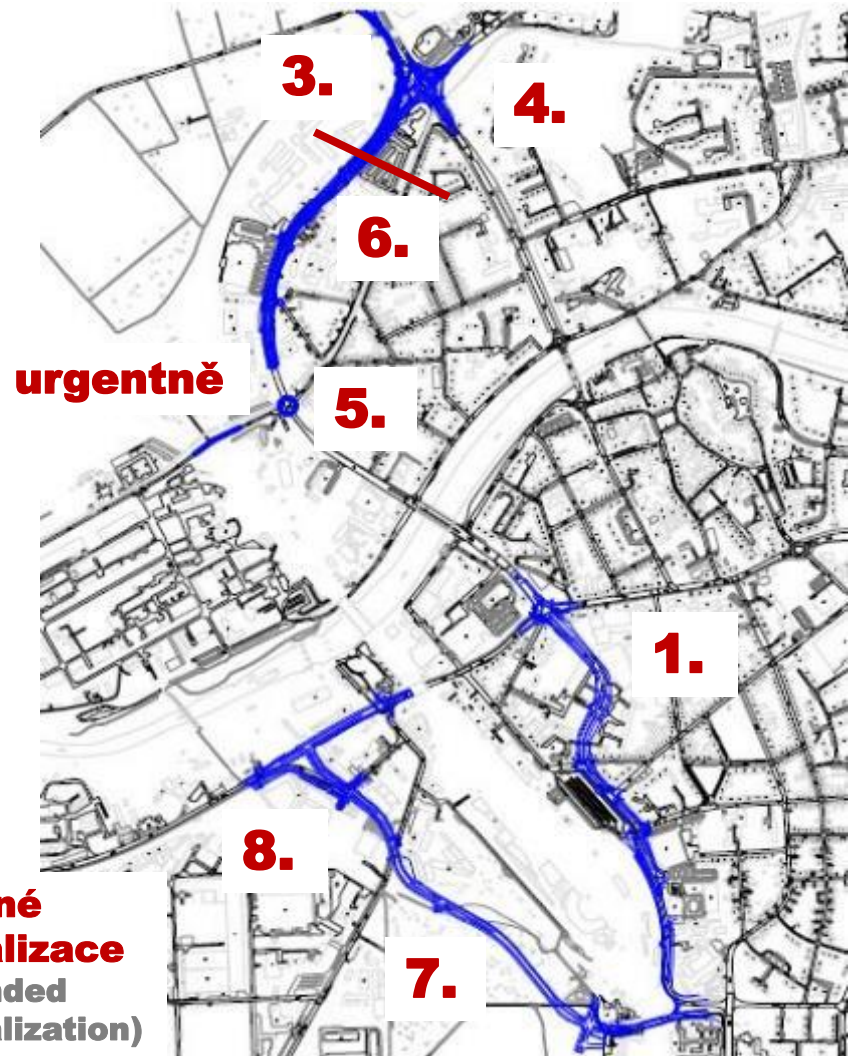 3.
4.
6.
urgentně
5.
1.
8.
né
alizace
nded
alization)
7.